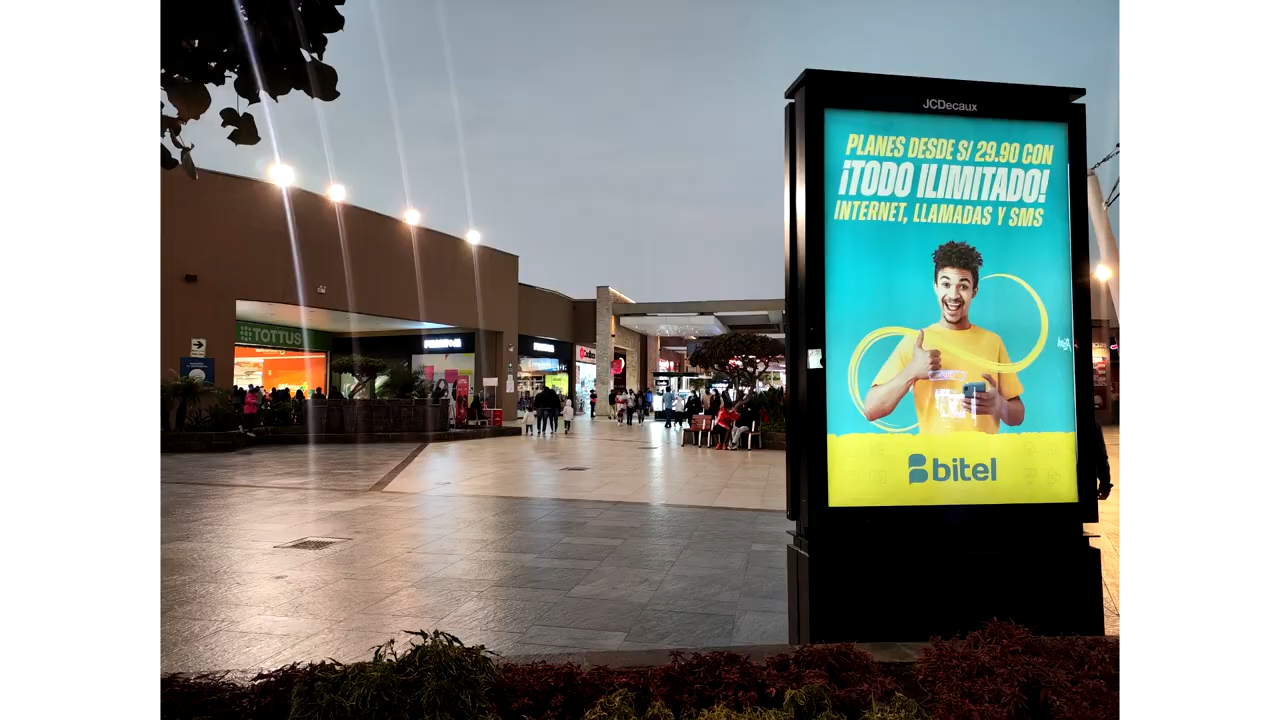 JCDecaux
PLANES DESDE S/ 29.90 CON
¡TODO ILIMITADO!
INTERNET, LLAMADAS Y SMS
bitel
TOTTUS